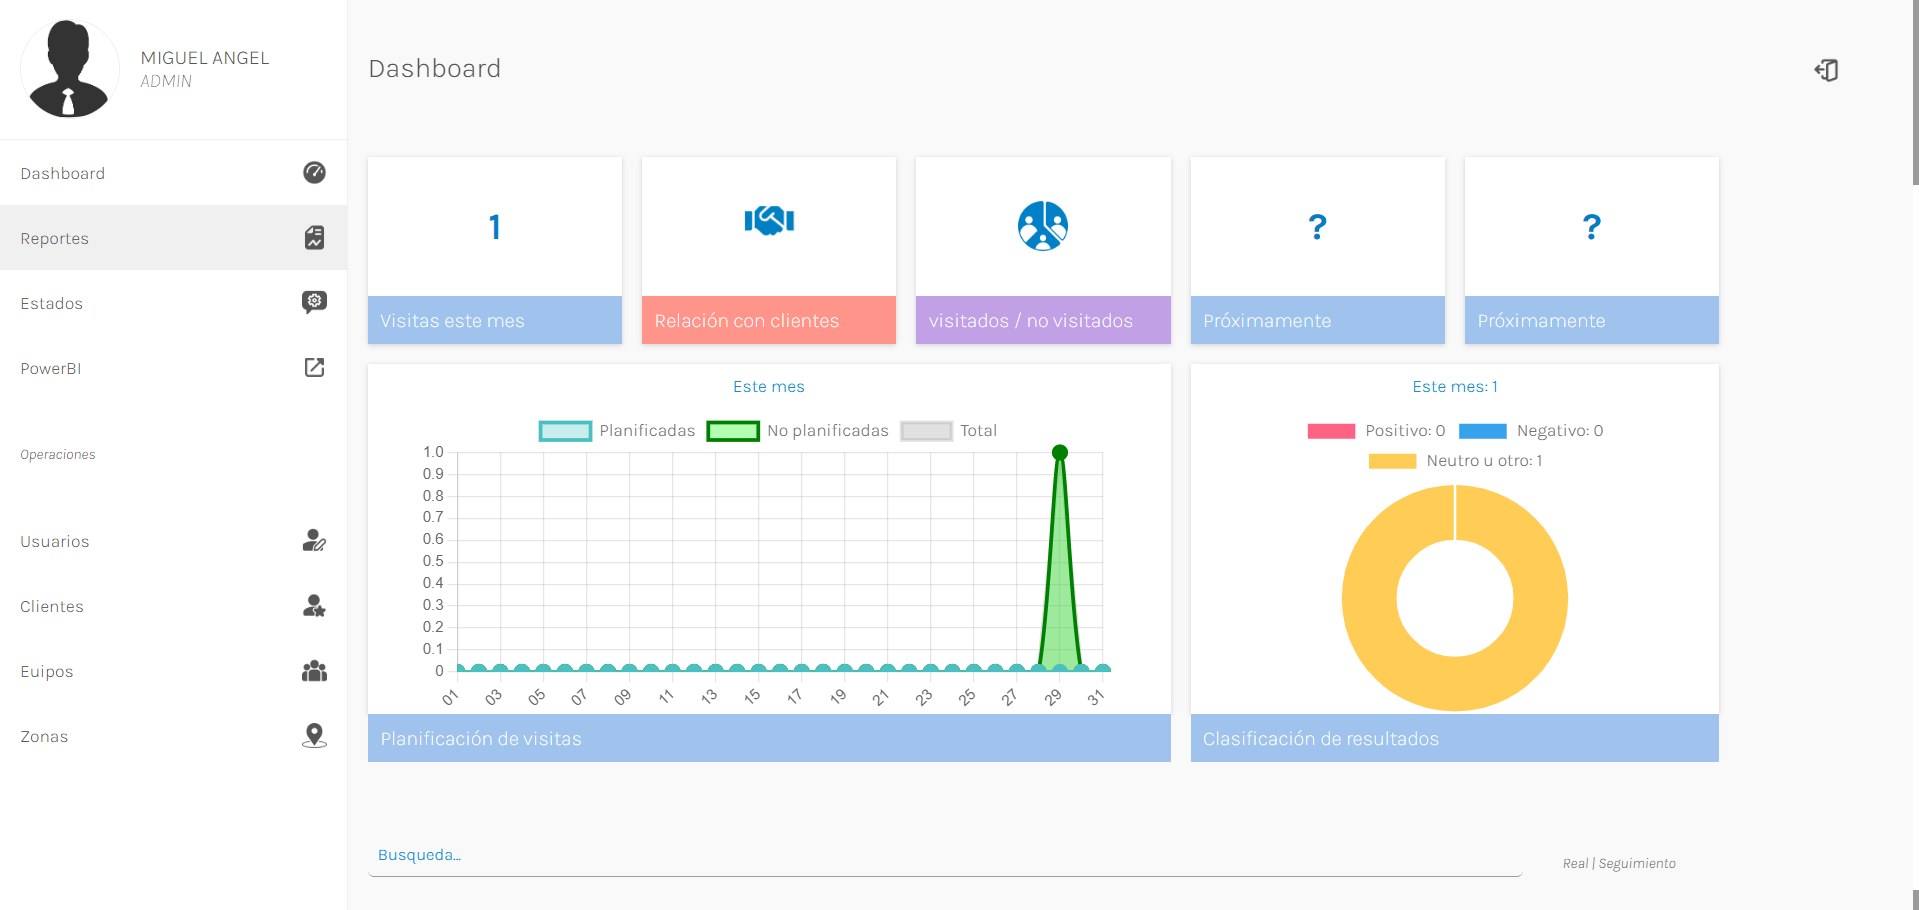 MIGUEL ANGEL
ADMIN
Dashboard
Reportes
Estados
PowerBI
Operaciones
Usuarios
Clientes
Euipos
Zonas
Dashboard
1
Visitas este mes
Relación con clientes
visitados / no visitados
?
Próximamente
?
Próximamente
Este mes
Planificadas No planificadas Total
1.0
0.9
0.8
0.7
0.6
0.5
0.4
0.3
0.2
0.1
0
01 03 05 07 09 11 13 15 17 19 21 23 25 27 29 31
Planificación de visitas
Este mes: 1
Positivo: 0 Negativo: 0
Neutro u otro: 1
Clasificación de resultados
Busqueda...
Real | Seguimiento